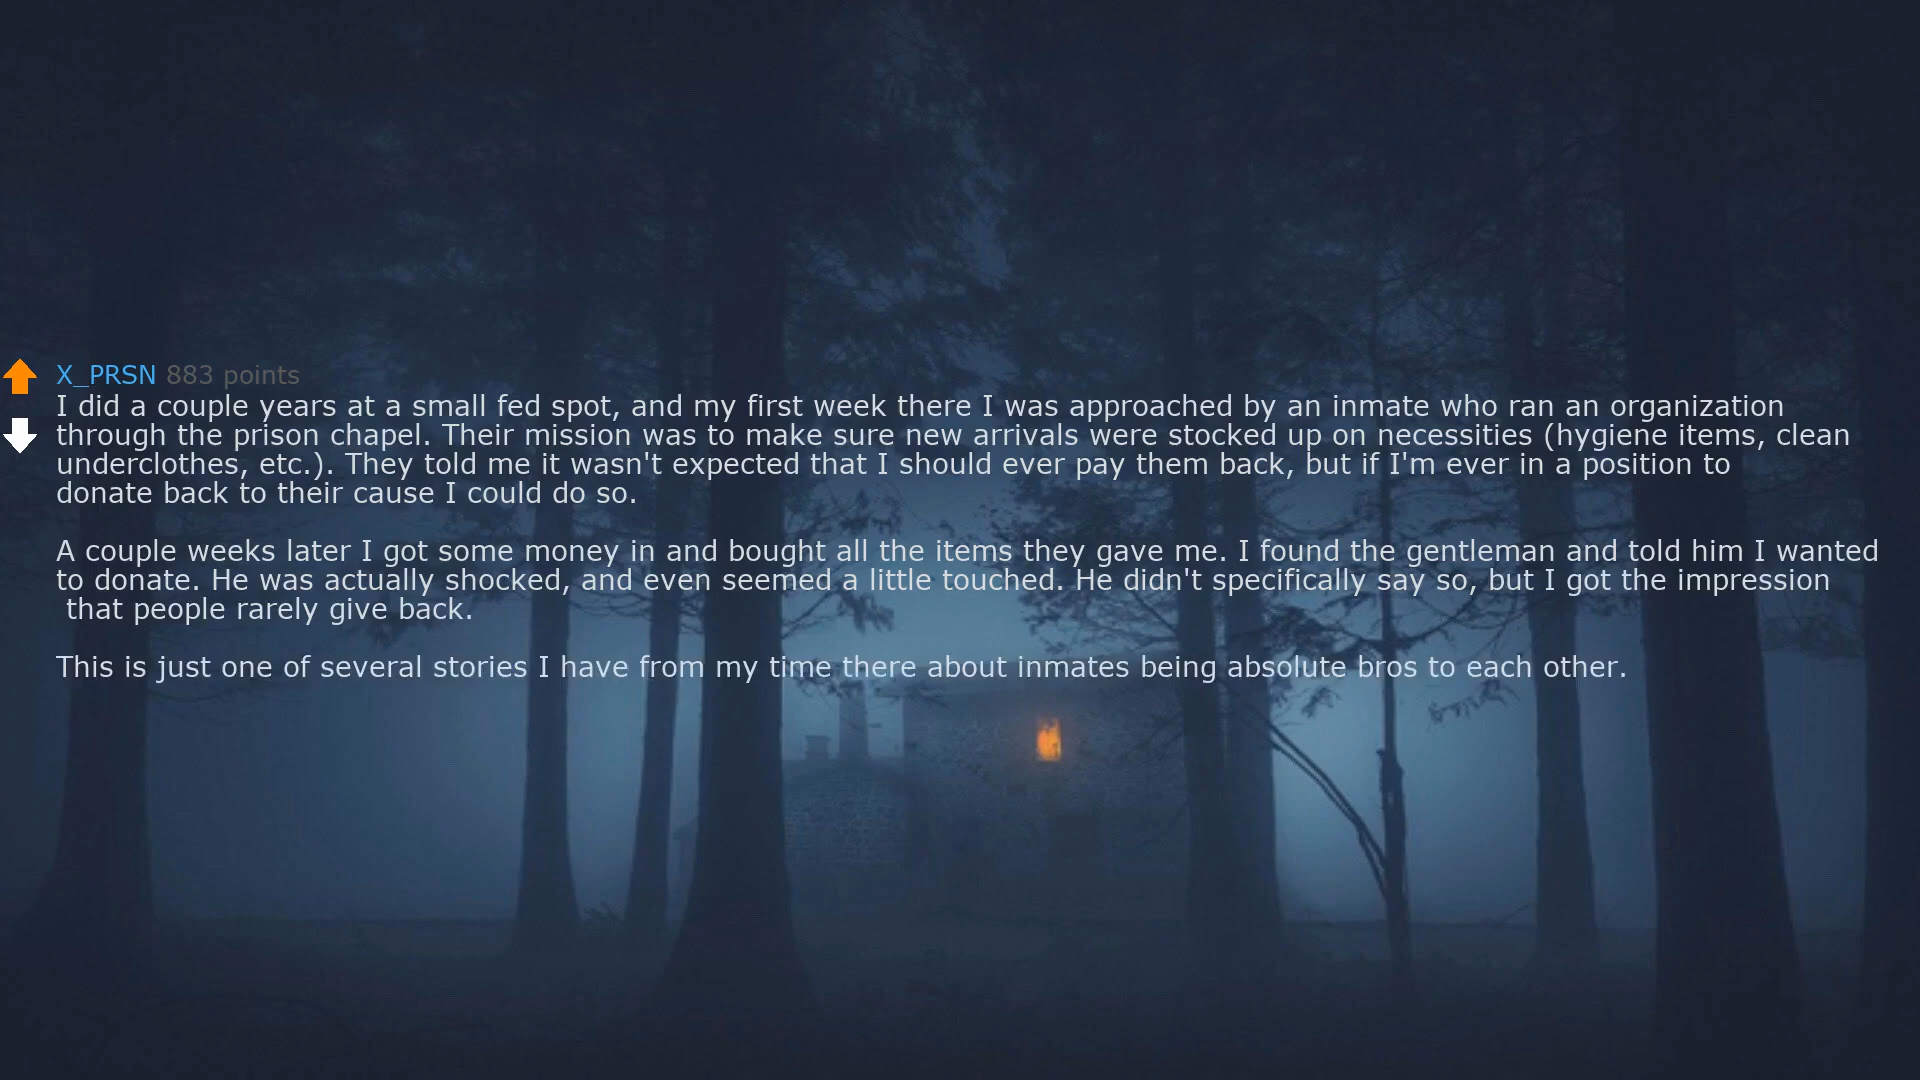 X_PRSN 883 points
I did a couple years at a small fed spot, and my first week there I was approached by an inmate who ran an organization
through the prison chapel. Their mission was to make sure new arrivals were stocked up on necessities (hygiene items, clean
underclothes, etc.). They told me it wasn't expected that I should ever pay them back, but if I'm ever in a position to
donate back to their cause I could do so.
A couple weeks later I got some money in and bought all the items they gave me. I found the gentleman and told him I wanted
to donate. He was actually shocked, and even seemed a little touched. He didn't specifically say so, but I got the impression
that people rarely give back.
This is just one of several stories I have from my time there about inmates being absolute bros to each other.